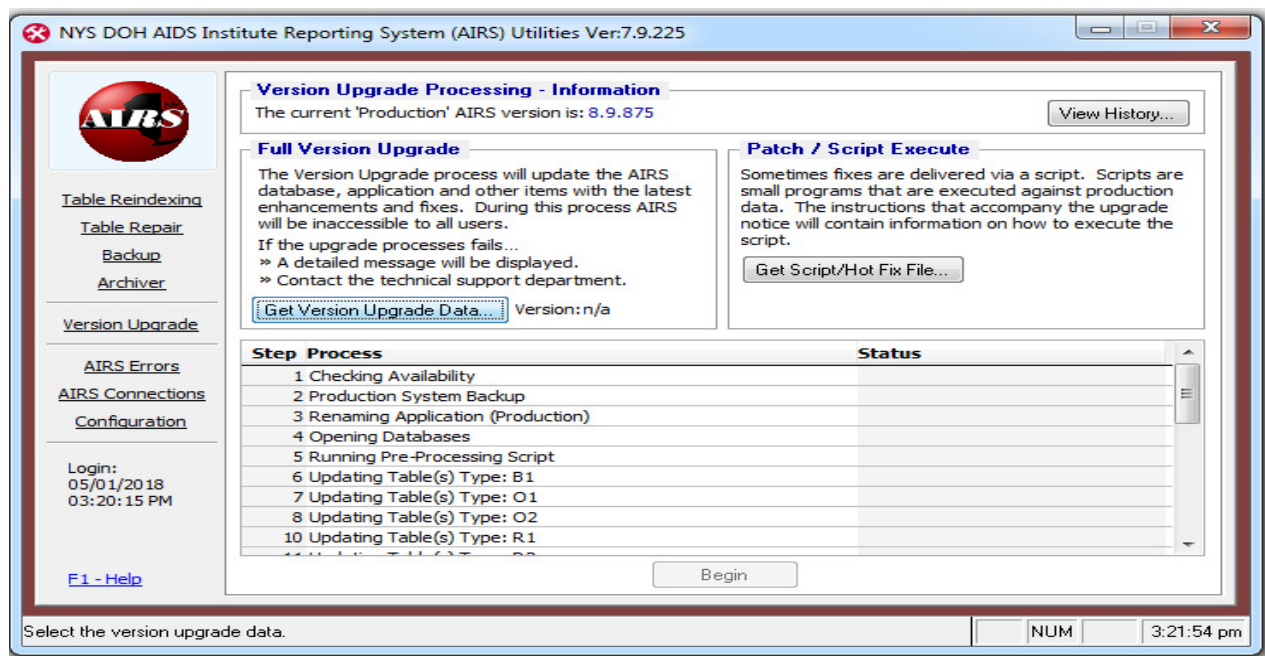 NYS DOH AIDS Institute Reporting System (AIRS) Utilities Ver:7.9.225
AIRS
Table Reindexing
Table Repair
Backup
Archiver
Version Upgrade
AIRS Errors
AIRS Connections
Configuration
Login:
05/01/2018
03:20:15 PM
F1 - Help
Version Upgrade Processing - Information
The current 'Production' AIRS version is: 8.9.875
View History...
Full Version Upgrade
The Version Upgrade process will update the AIRS
database, application and other items with the latest
enhancements and fixes. During this process AIRS
will be inaccessible to all users.
If the upgrade processes fails...
» A detailed message will be displayed.
» Contact the technical support department.
Get Version Upgrade Data... Version: n/a
Patch / Script Execute
Sometimes fixes are delivered via a script. Scripts are
small programs that are executed against production
data. The instructions that accompany the upgrade
notice will contain information on how to execute the
script.
Get Script/Hot Fix File...
Step Process Status
1 Checking Availability
2 Production System Backup
3 Renaming Application (Production)
4 Opening Databases
5 Running Pre-Processing Script
6 Updating Table(s) Type: B1
7 Updating Table(s) Type: O1
8 Updating Table(s) Type: O2
10 Updating Table(s) Type: R1
Begin
Select the version upgrade data. NUM 3:21:54 pm